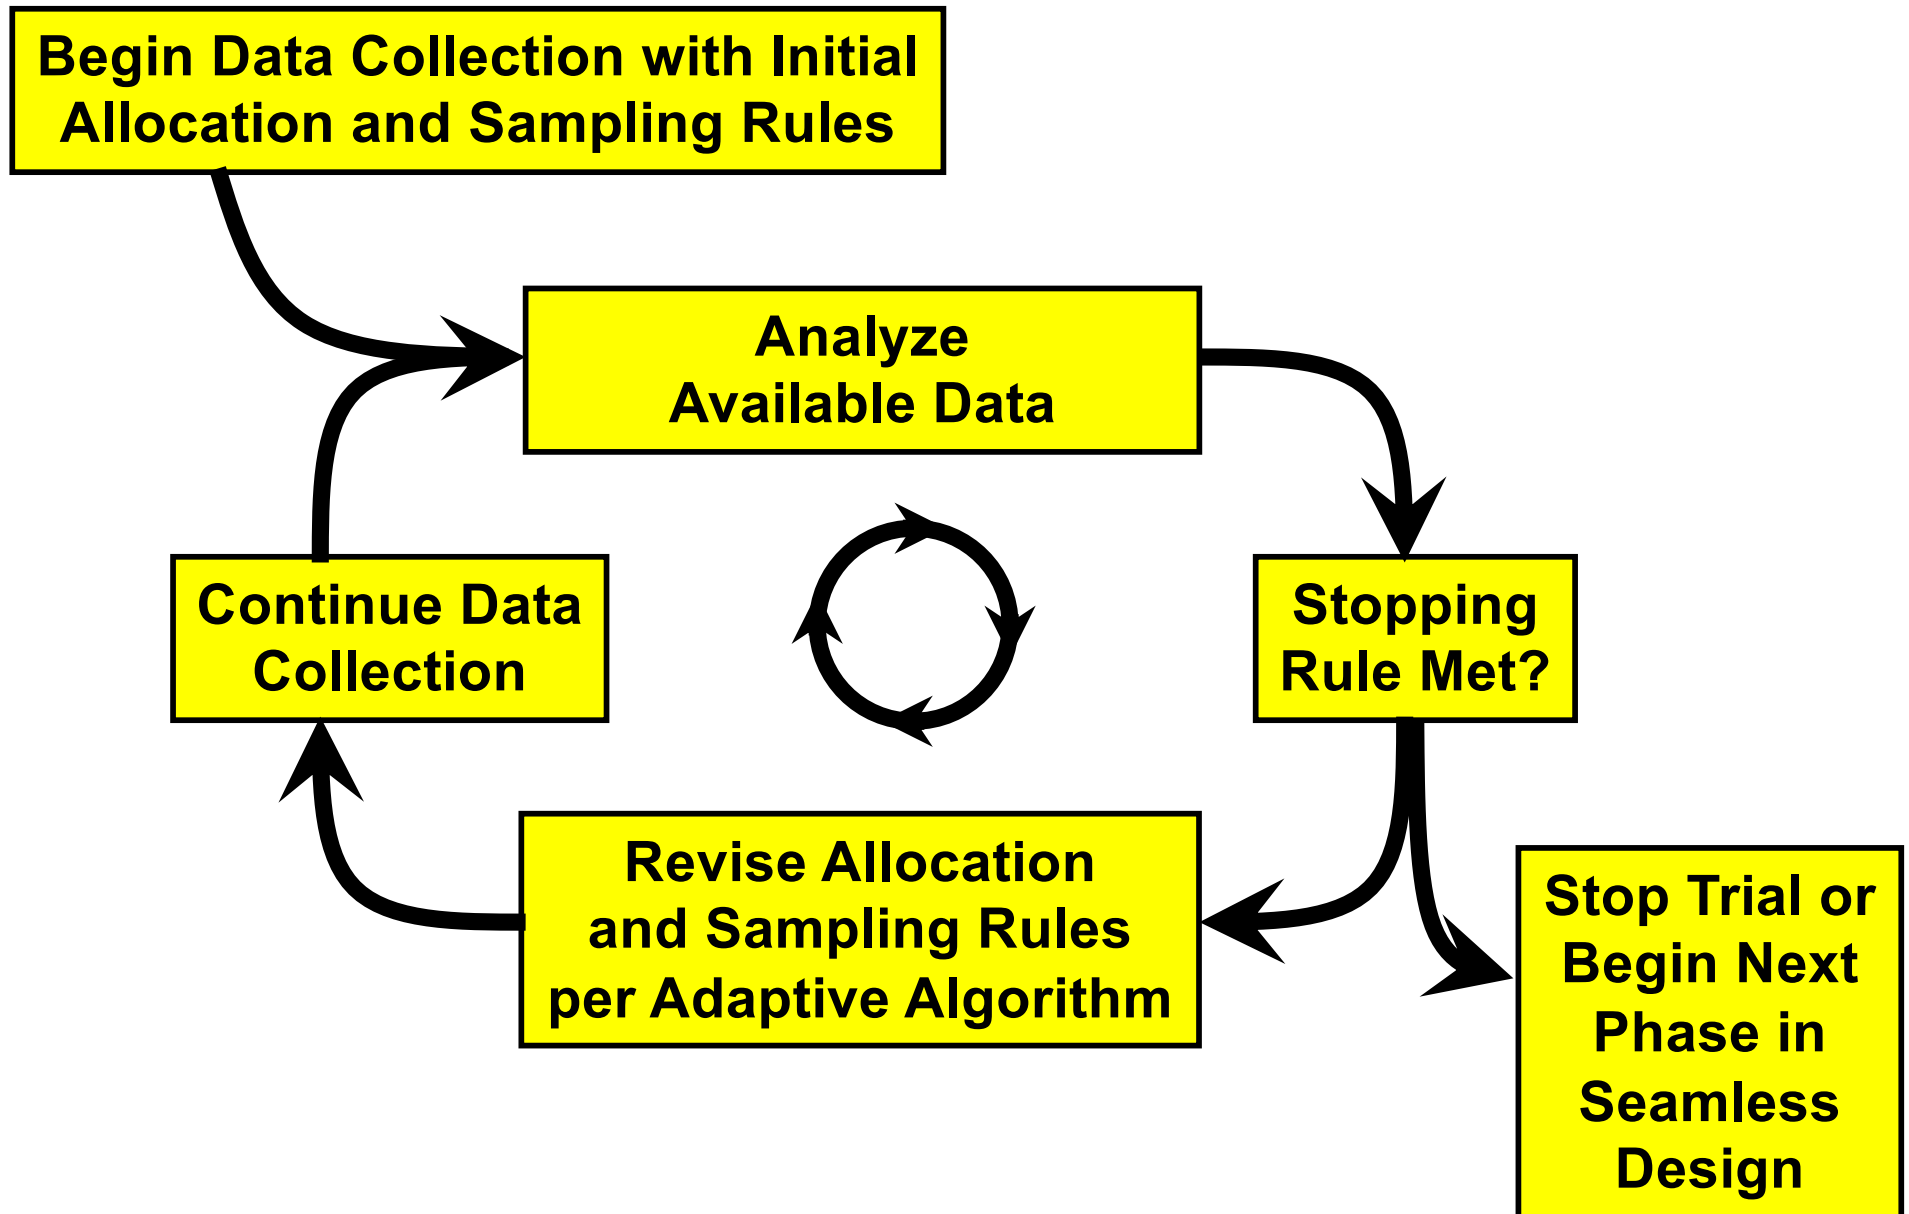 Begin Data Collection with Initial
Allocation and Sampling Rules
Analyze
Available Data
Continue Data
Collection
Stopping
Rule Met?
Revise Allocation
and Sampling Rules
per Adaptive Algorithm
Stop Trial or
Begin Next
Phase in
Seamless
Design